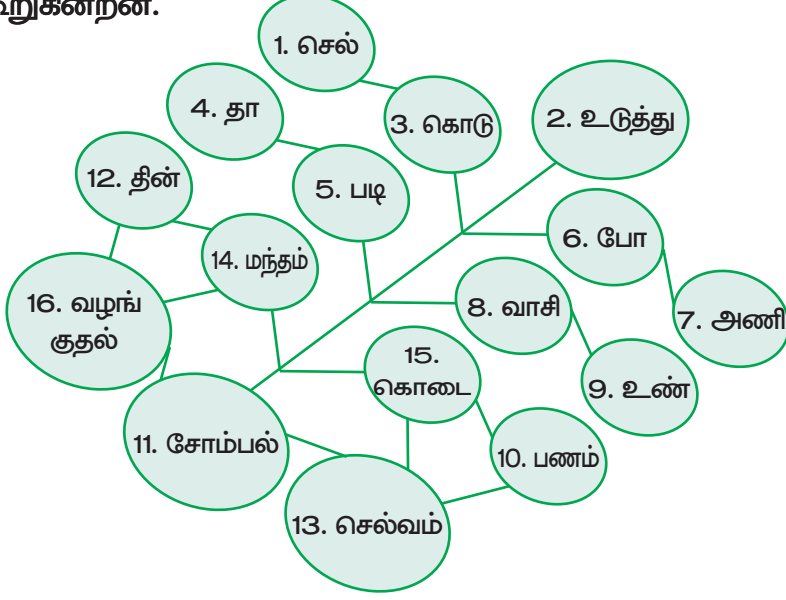 கூறுகின்றன.
1. செல்
4. தா
3. கொடு
2. உடுத்து
12. தின்
5. படி
6. போ
14. மந்தம்
16. வழங்
குதல்
8. வாசி
7. அணி
15.
கொடை
9. உண்
11. சோம்பல்
10. பணம்
13. செல்வம்